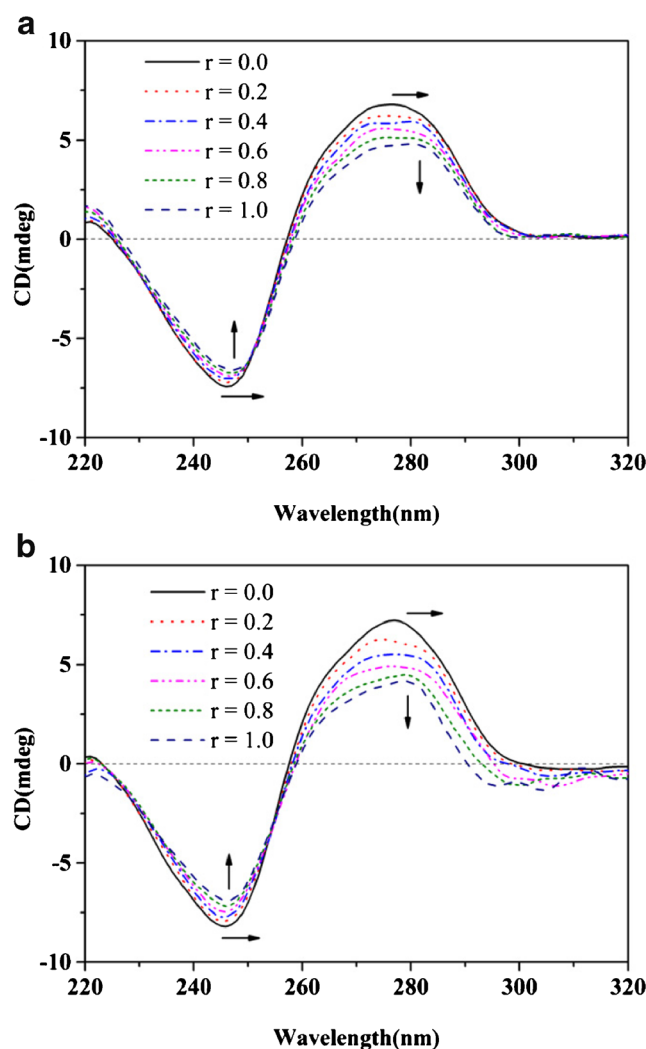 a
10
5
0
-5
-10
CD(mdeg)
r = 0.0
r = 0.2
r = 0.4
r = 0.6
r = 0.8
r = 1.0
220 240 260 280 300 320
Wavelength(nm)
b
10
5
0
-5
-10
CD(mdeg)
r = 0.0
r = 0.2
r = 0.4
r = 0.6
r = 0.8
r = 1.0
220 240 260 280 300 320
Wavelength(nm)